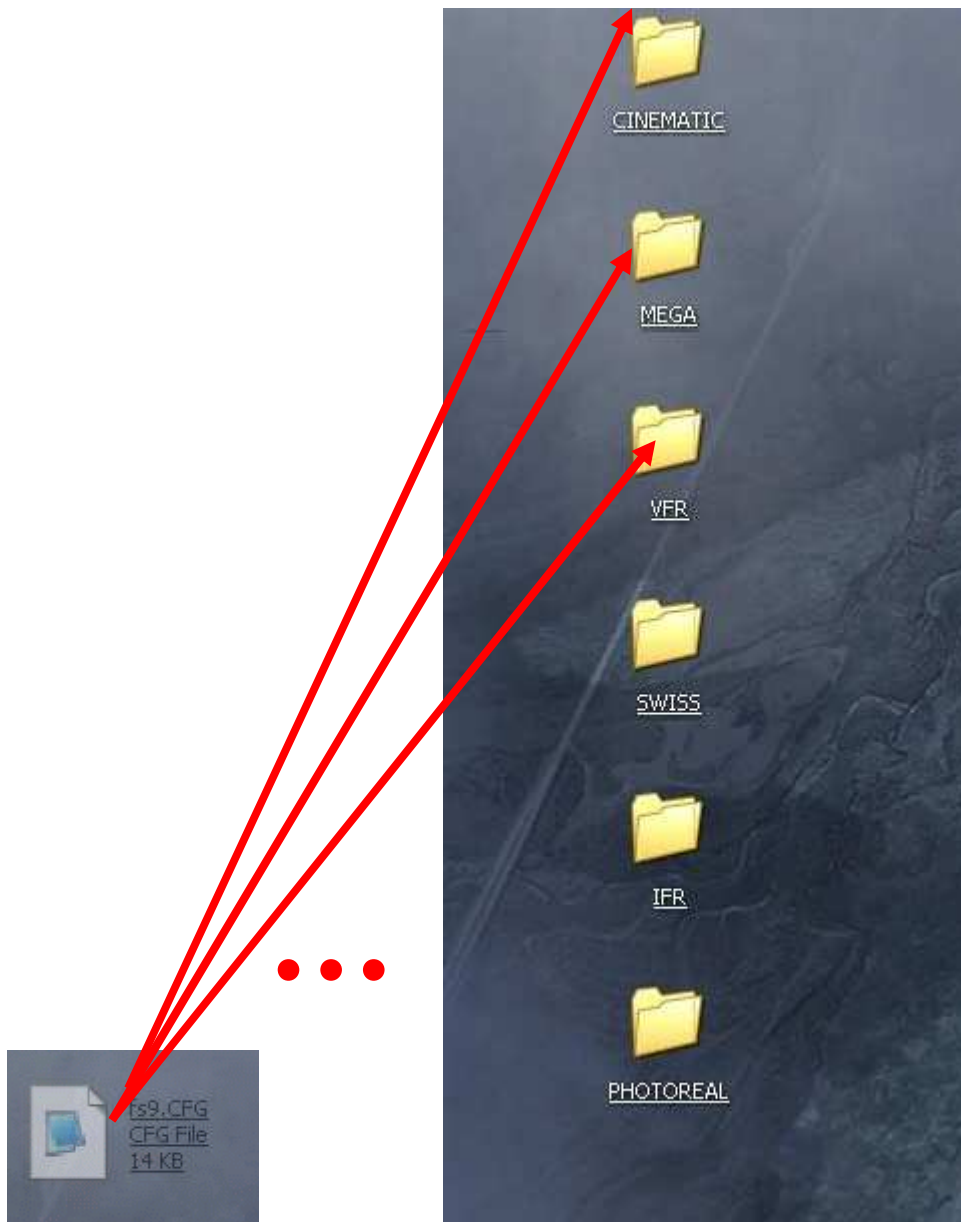 CINEMATIC
MEGA
VFR
SWISS
IFR
PHOTOREAL
fs9.CFG
CFG File
14 KB